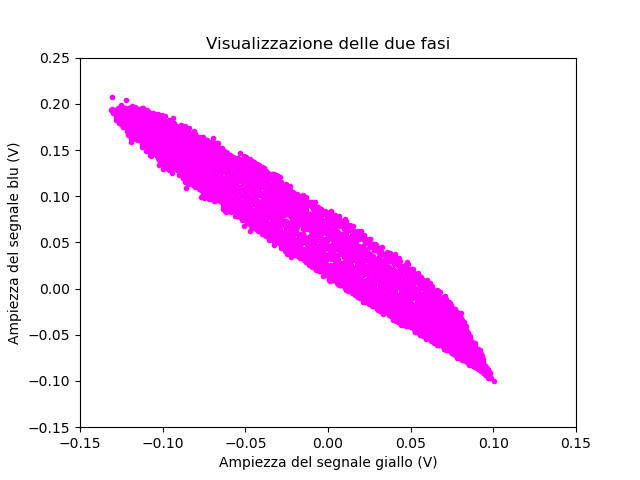 Visualizzazione delle due fasi
Ampiezza del segnale blu (V)
0.25
0.20
0.15
0.10
0.05
0.00
−0.05
−0.10
−0.15
−0.15 −0.10 −0.05 0.00 0.05 0.10 0.15
Ampiezza del segnale giallo (V)